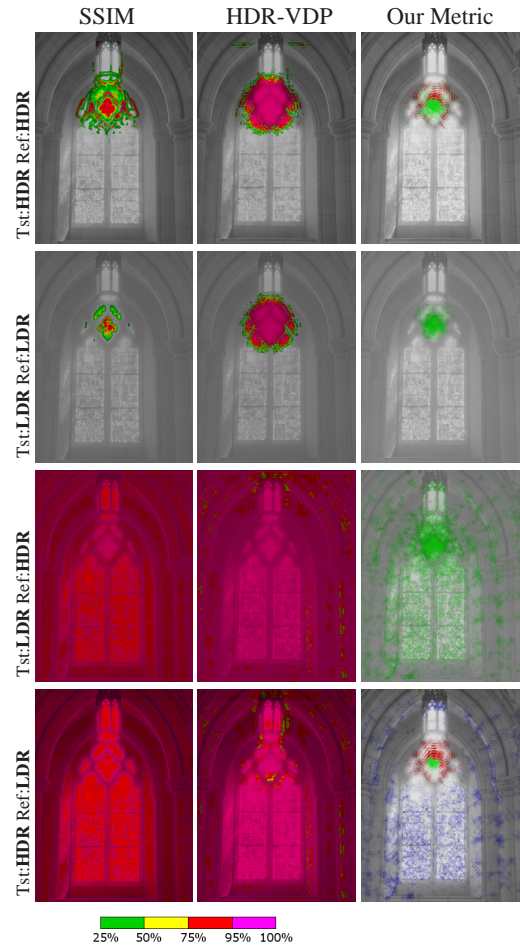 SSIM HDR-VDP Our Metric
Tst:HDR Ref:HDR
Tst:LDR Ref:LDR
Tst:LDR Ref:HDR
Tst:HDR Ref:LDR
25% 50% 75% 95% 100%